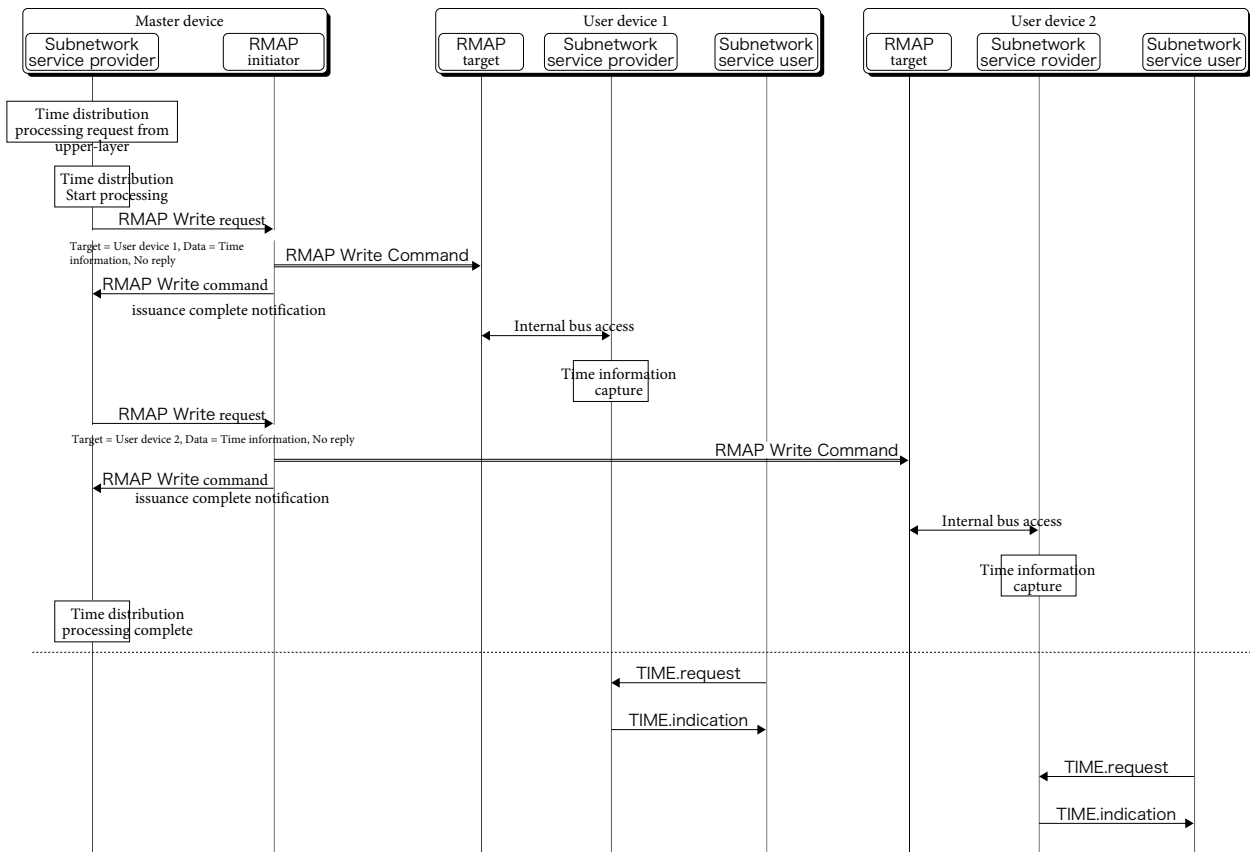 Master device
User device 1
User device 2
Subnetwork
service provider
RMAP
initiator
RMAP
target
Subnetwork
service provider
Subnetwork
service user
RMAP
target
Subnetwork
service rovider
Subnetwork
service user
Time distribution
processing request from
upper-layer
Time distribution
Start processing
RMAP Write request
Target = User device 1, Data = Time
information, No reply
RMAP Write Command
RMAP Write command
issuance complete notification
Internal bus access
Time information
capture
RMAP Write request
Target = User device 2, Data = Time information, No reply
RMAP Write Command
RMAP Write command
issuance complete notification
Internal bus access
Time information
capture
Time distribution
processing complete
TIME.request
TIME.indication
TIME.request
TIME.indication